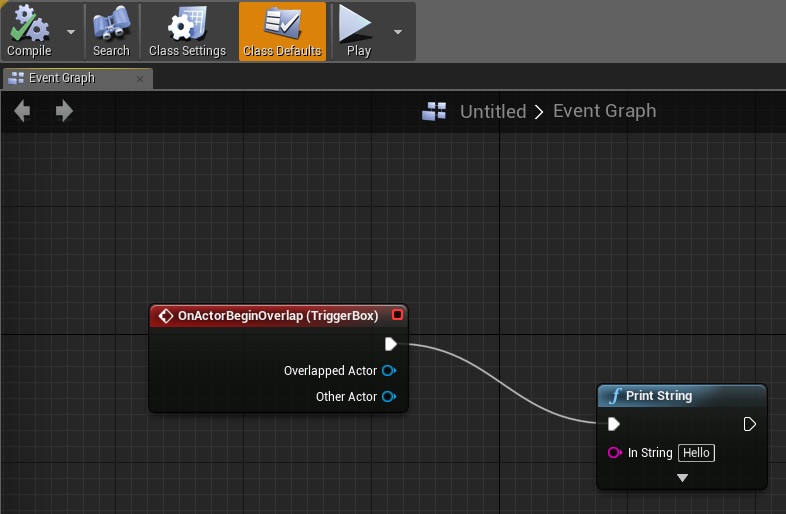 Compile
Search
Class Settings
Class Defaults
Play
Event Graph
Untitled > Event Graph
OnActorBeginOverlap (TriggerBox)
Overlapped Actor
Other Actor
f Print String
In String Hello